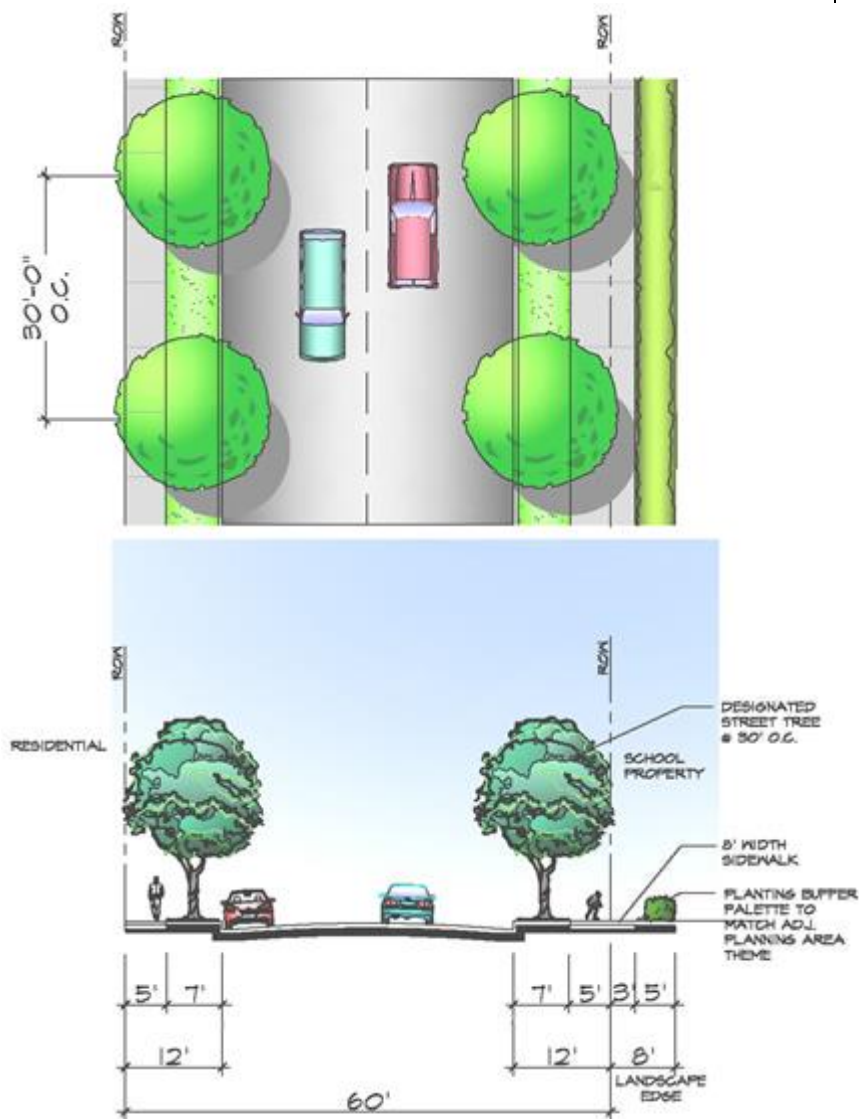 ROW
ROW
30'-0"
O.C.
ROW
ROW
RESIDENTIAL
DESIGNATED
STREET TREE
@ 30' O.C.
SCHOOL
PROPERTY
8' WIDTH
SIDEWALK
PLANTING BUFFER
PALETTE TO
MATCH ADJ.
PLANNING AREA
THEME
5'
7'
7'
5'
3'
5'
12'
12'
8'
LANDSCAPE
EDGE
60'